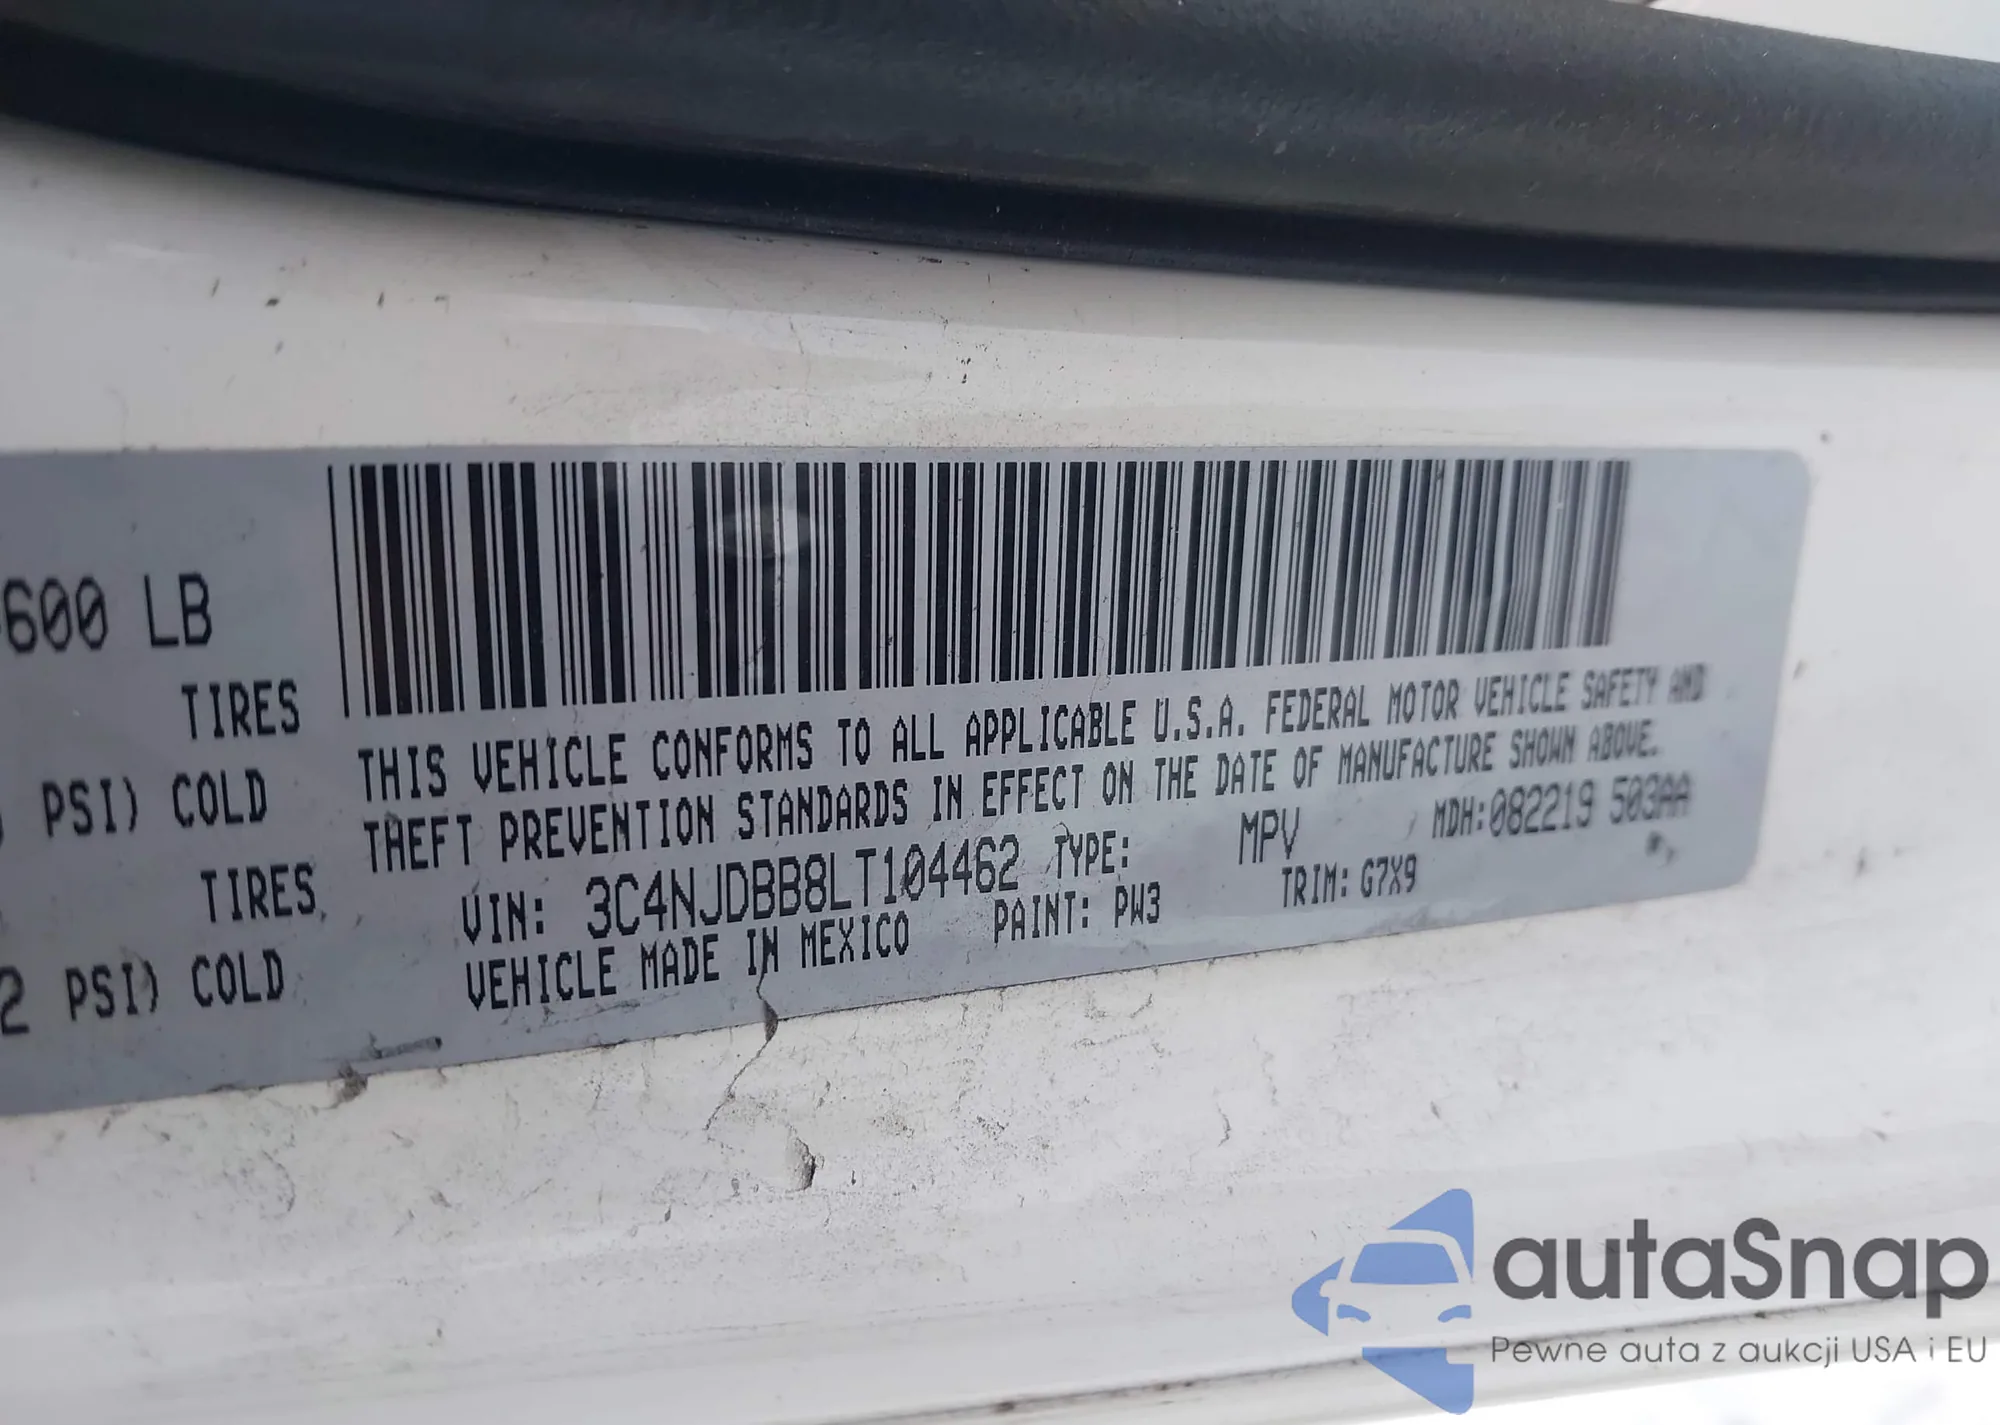 600 LB
TIRES
PSI) COLD
TIRES
2 PSI) COLD
THIS VEHICLE CONFORMS TO ALL APPLICABLE U.S.A. FEDERAL MOTOR VEHICLE SAFETY AND
THEFT PREVENTION STANDARDS IN EFFECT ON THE DATE OF MANUFACTURE SHOWN ABOVE.
VIN: 3C4NJDBB8LT104462 TYPE: MPV MDH:082219 503AA
VEHICLE MADE IN MEXICO PAINT: PW3 TRIM: G7X9
autaSnap
Pewne auta z aukcji USA i EU